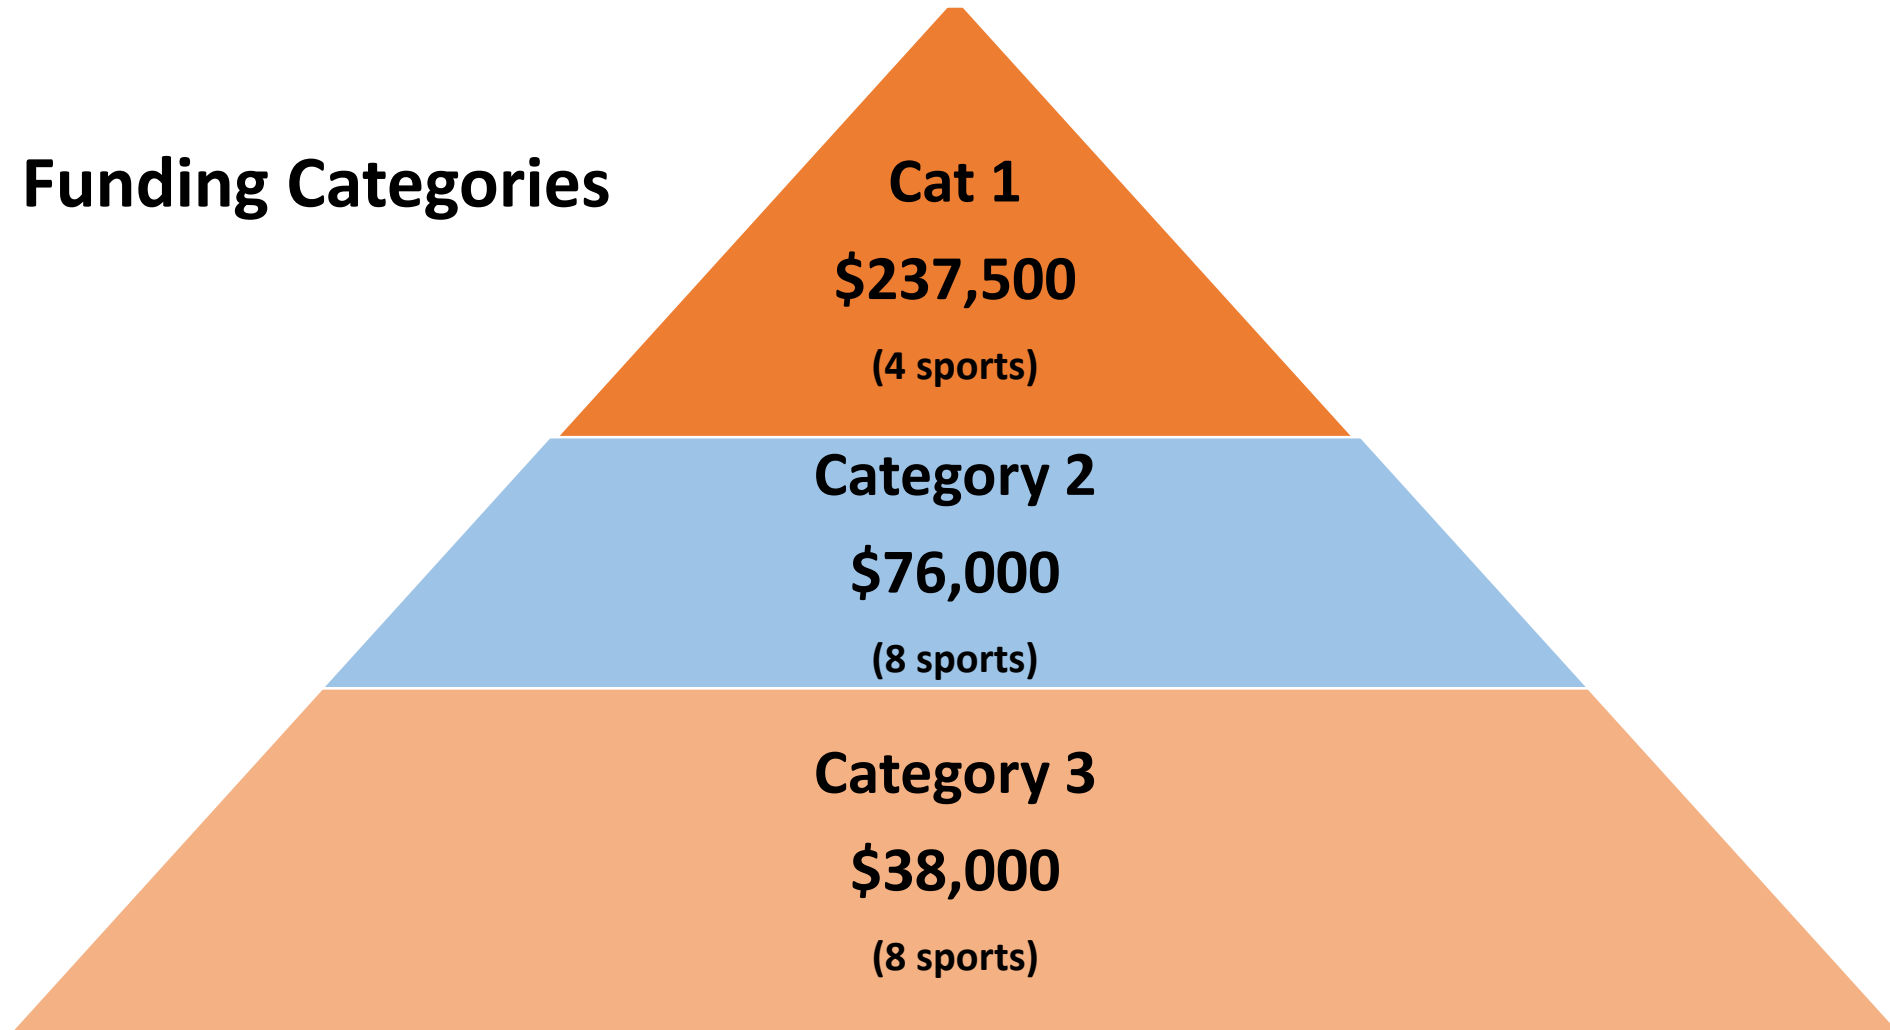 Funding Categories
Cat 1
$237,500
(4 sports)
Category 2
$76,000
(8 sports)
Category 3
$38,000
(8 sports)